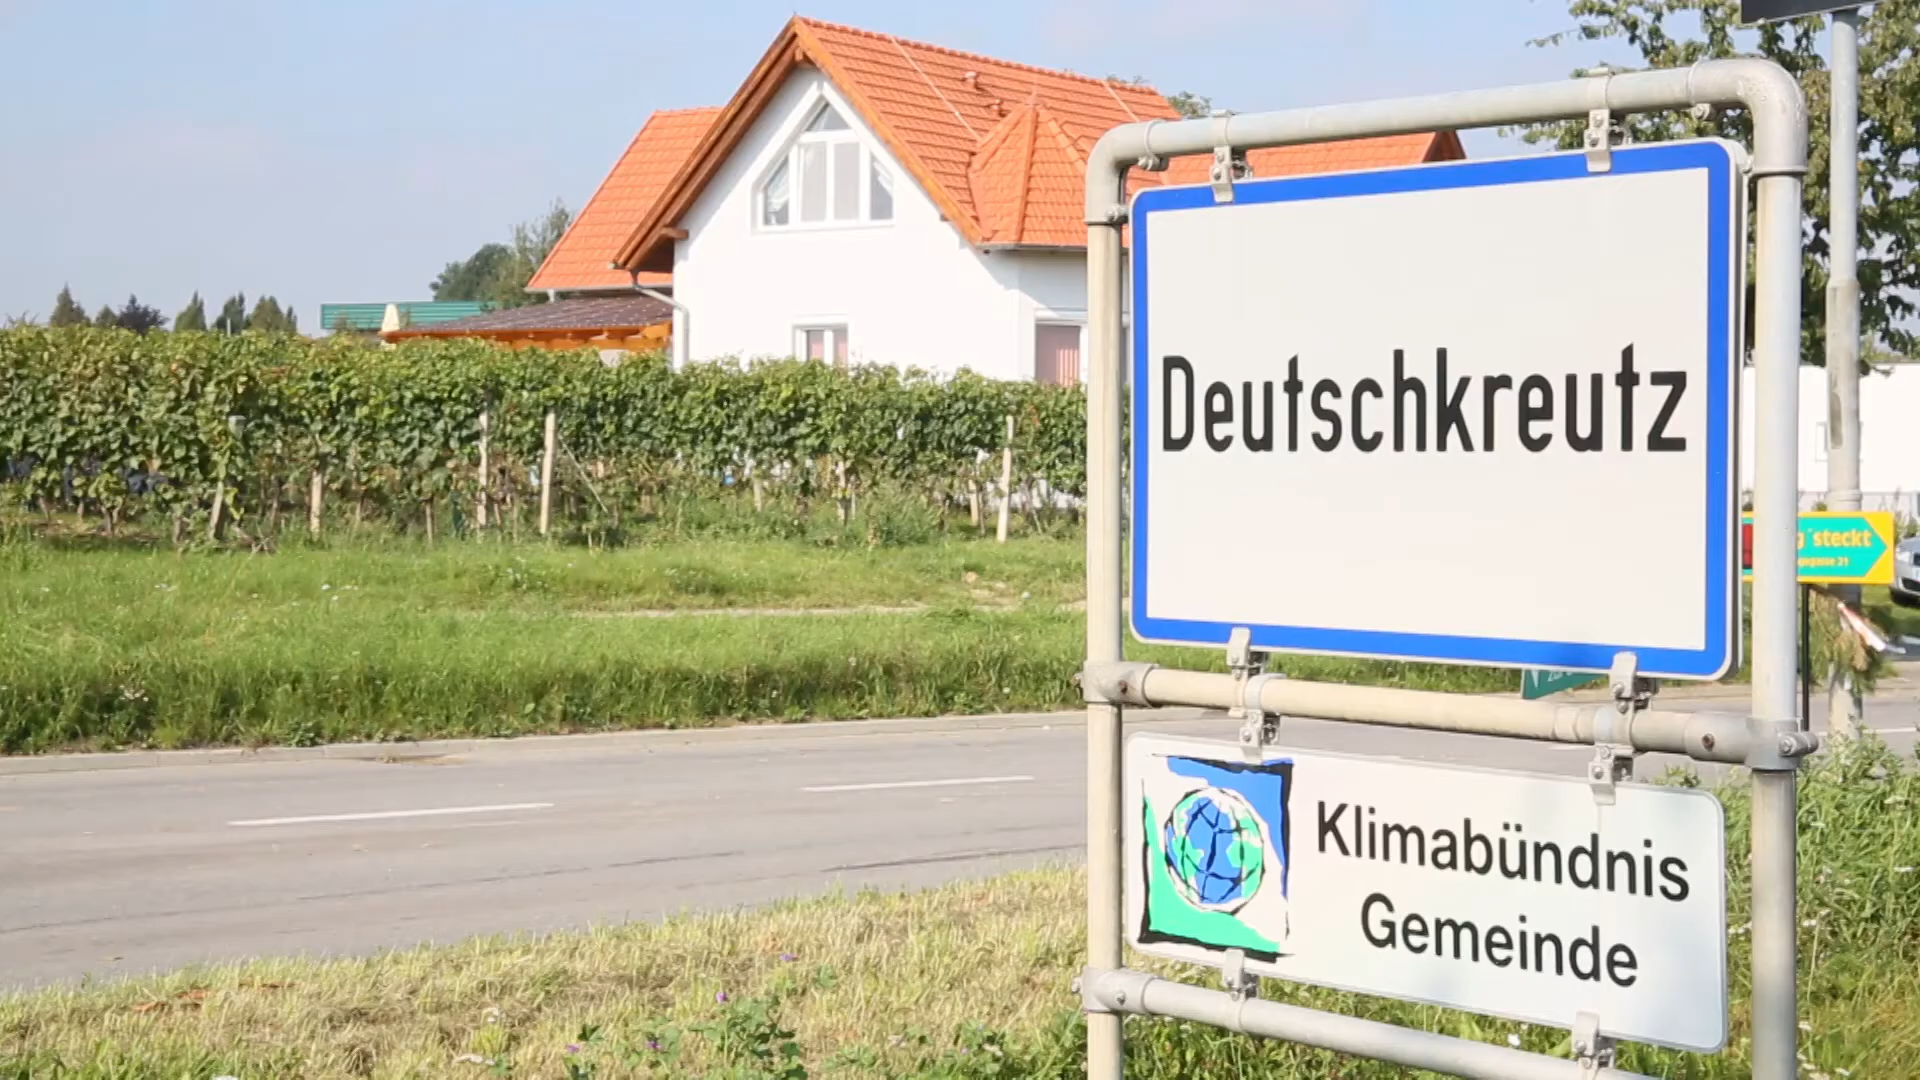 Deutschkreutz
g´steckt
Klimabündnis
Gemeinde